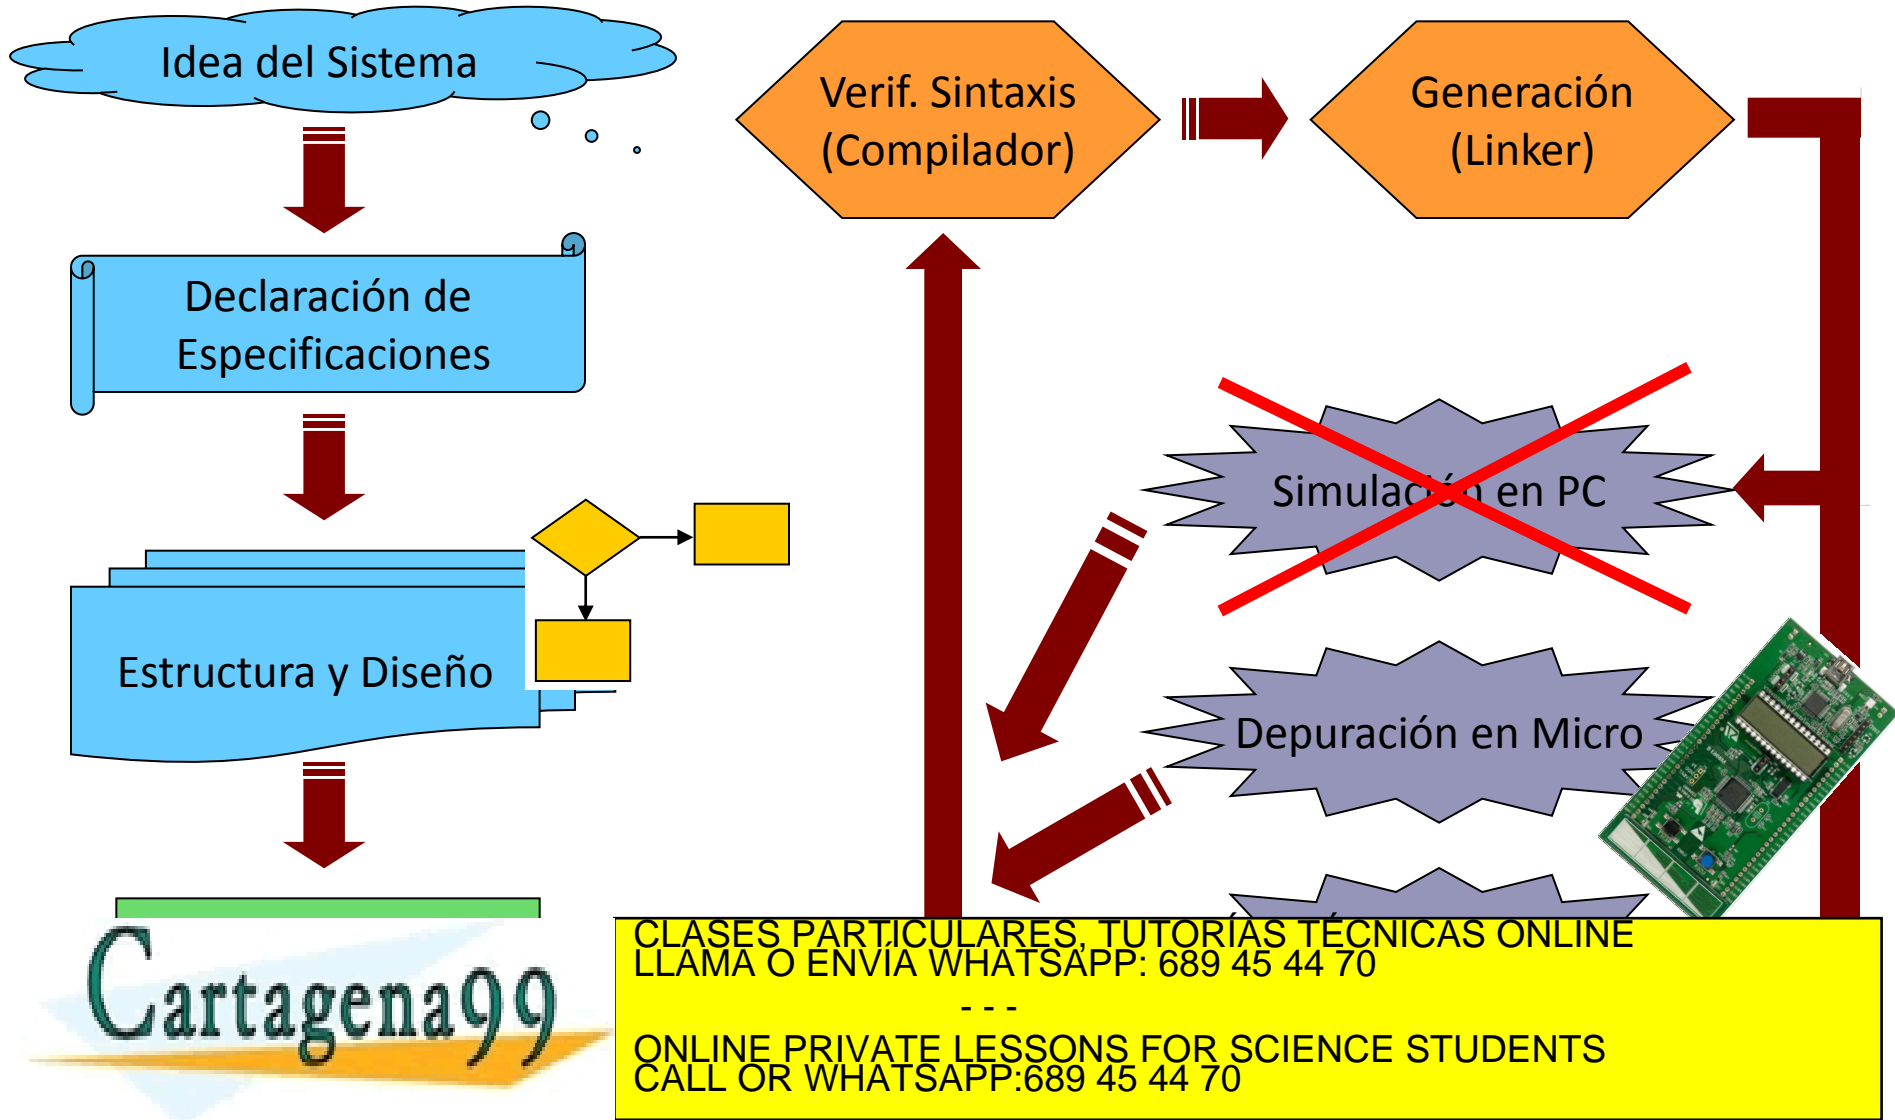 Idea del Sistema
Declaración de
Especificaciones
Estructura y Diseño
Verif. Sintaxis
(Compilador)
Generación
(Linker)
Simulación en PC
Depuración en Micro
Cartagena99
CLASES PARTICULARES, TUTORÍAS TÉCNICAS ONLINE
LLAMA O ENVÍA WHATSAPP: 689 45 44 70
- - -
ONLINE PRIVATE LESSONS FOR SCIENCE STUDENTS
CALL OR WHATSAPP:689 45 44 70